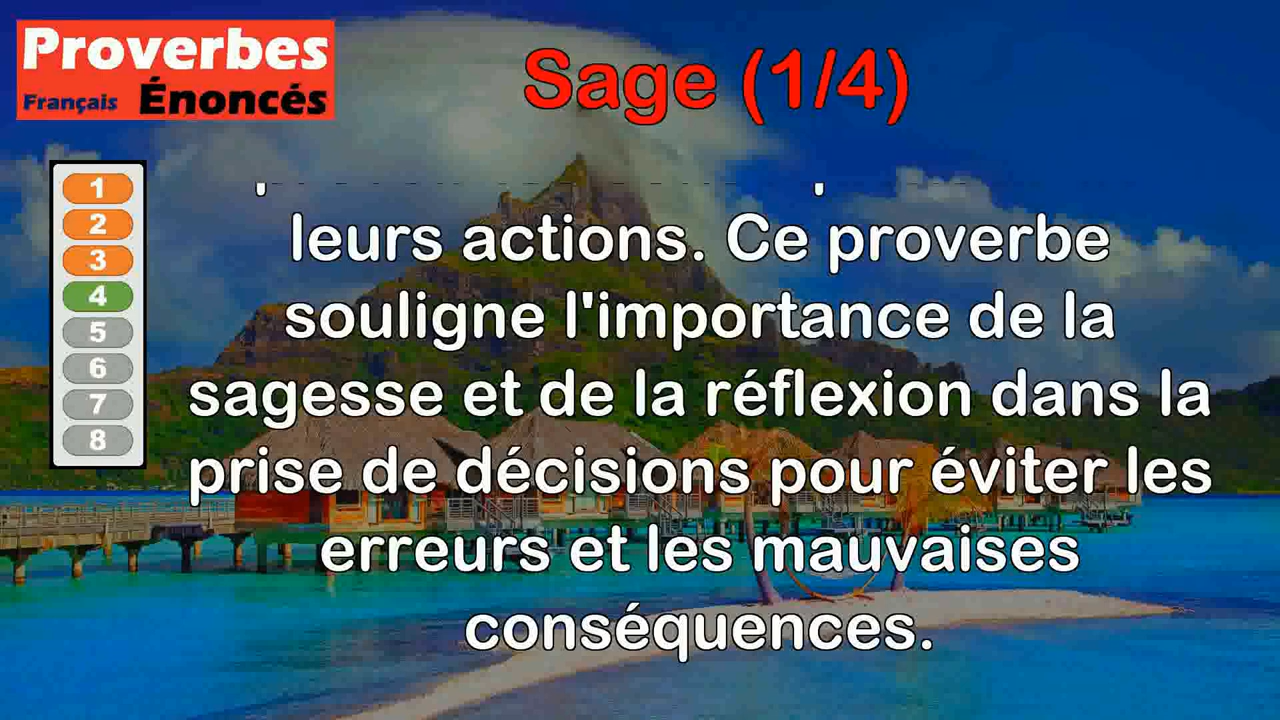 Proverbes
Français Énoncés
Sage (1/4)
1
2
3
4
5
6
7
8
leurs actions. Ce proverbe
souligne l'importance de la
sagesse et de la réflexion dans la
prise de décisions pour éviter les
erreurs et les mauvaises
conséquences.